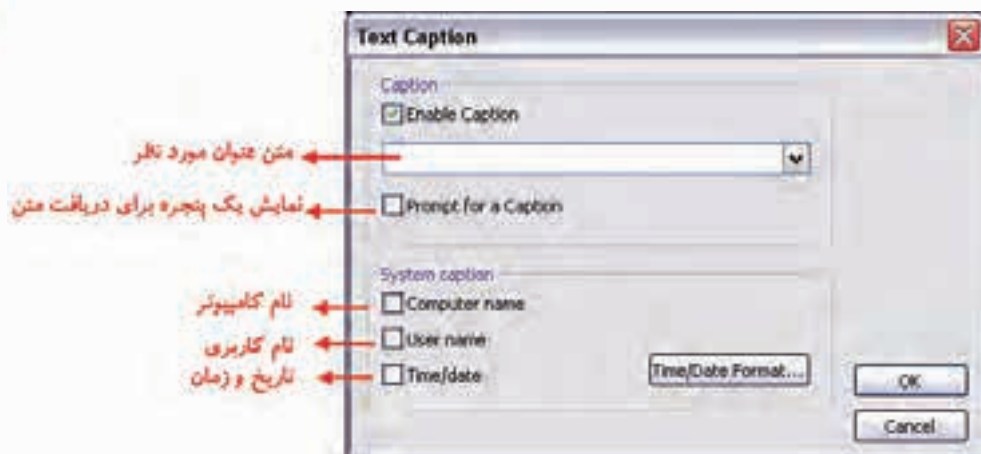 Text Caption
Caption
Enable Caption
متن عنوان مورد نظر
نمایش یک پنجره برای دریافت متن
Prompt for a Caption
System caption
نام کامپیوتر
Computer name
نام کاربری
User name
تاریخ و زمان
Time/date
Time/Date Format...
OK
Cancel